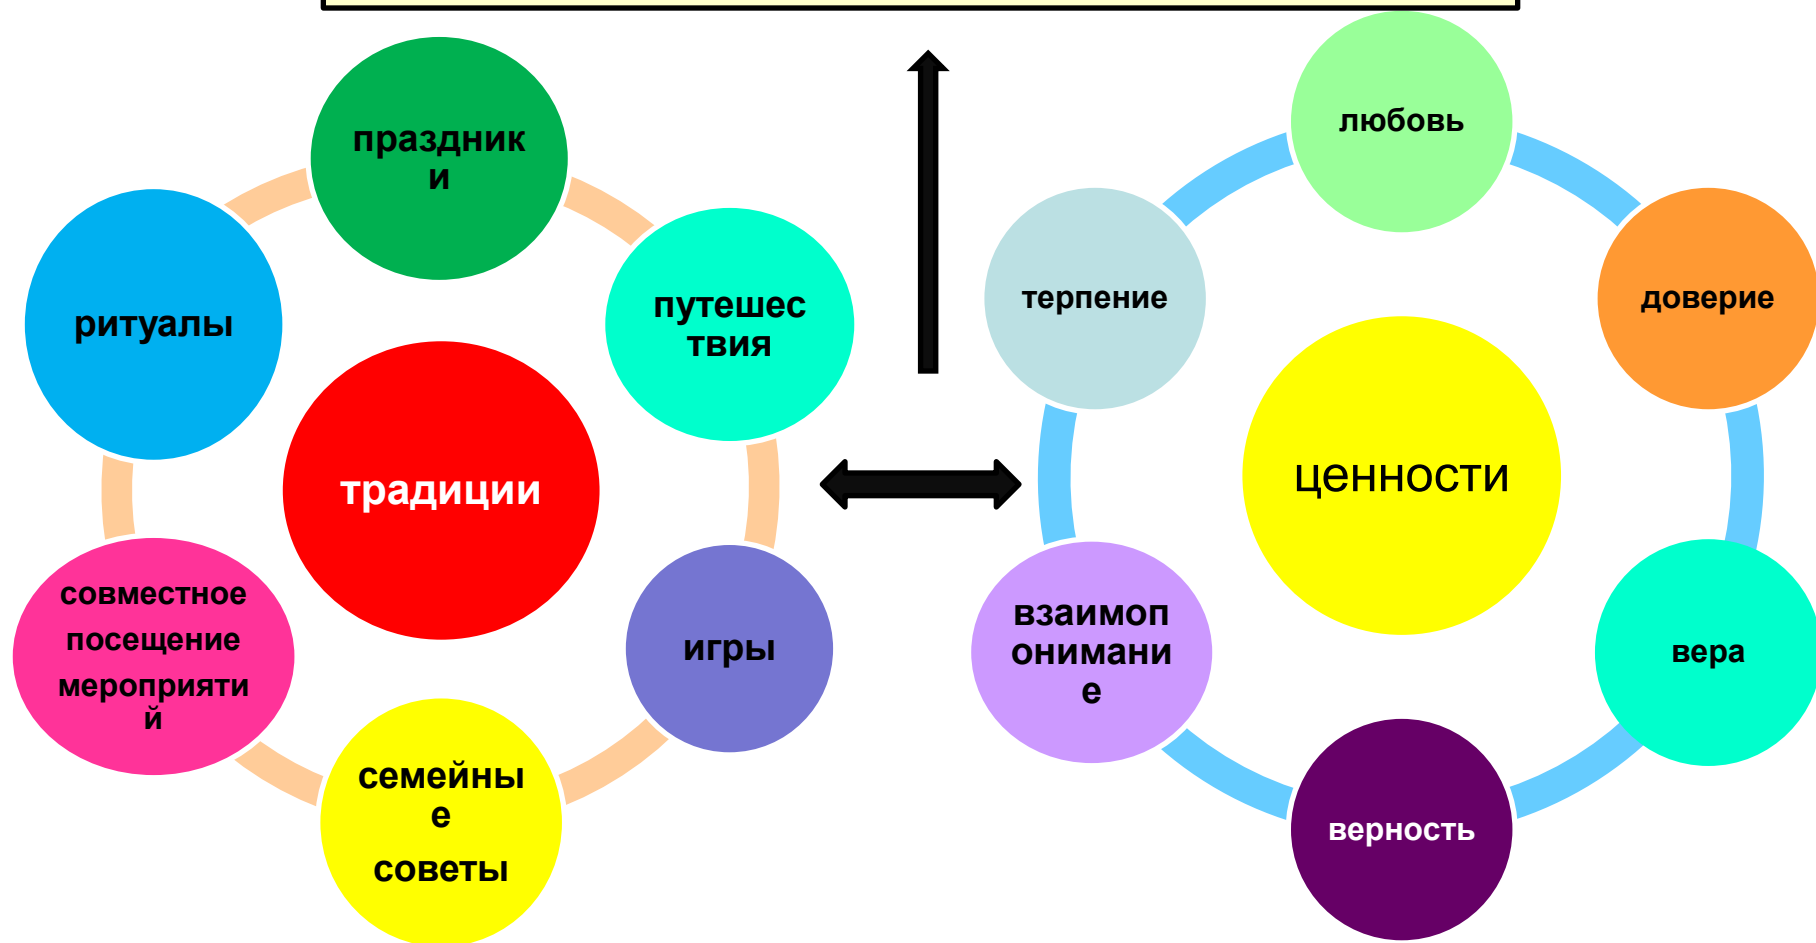 праздник
и
путешес
твия
ритуалы
традиции
игры
совместное
посещение
мероприяти
й
семейны
е
советы
любовь
доверие
терпение
ценности
вера
взаимоп
онимани
е
верность